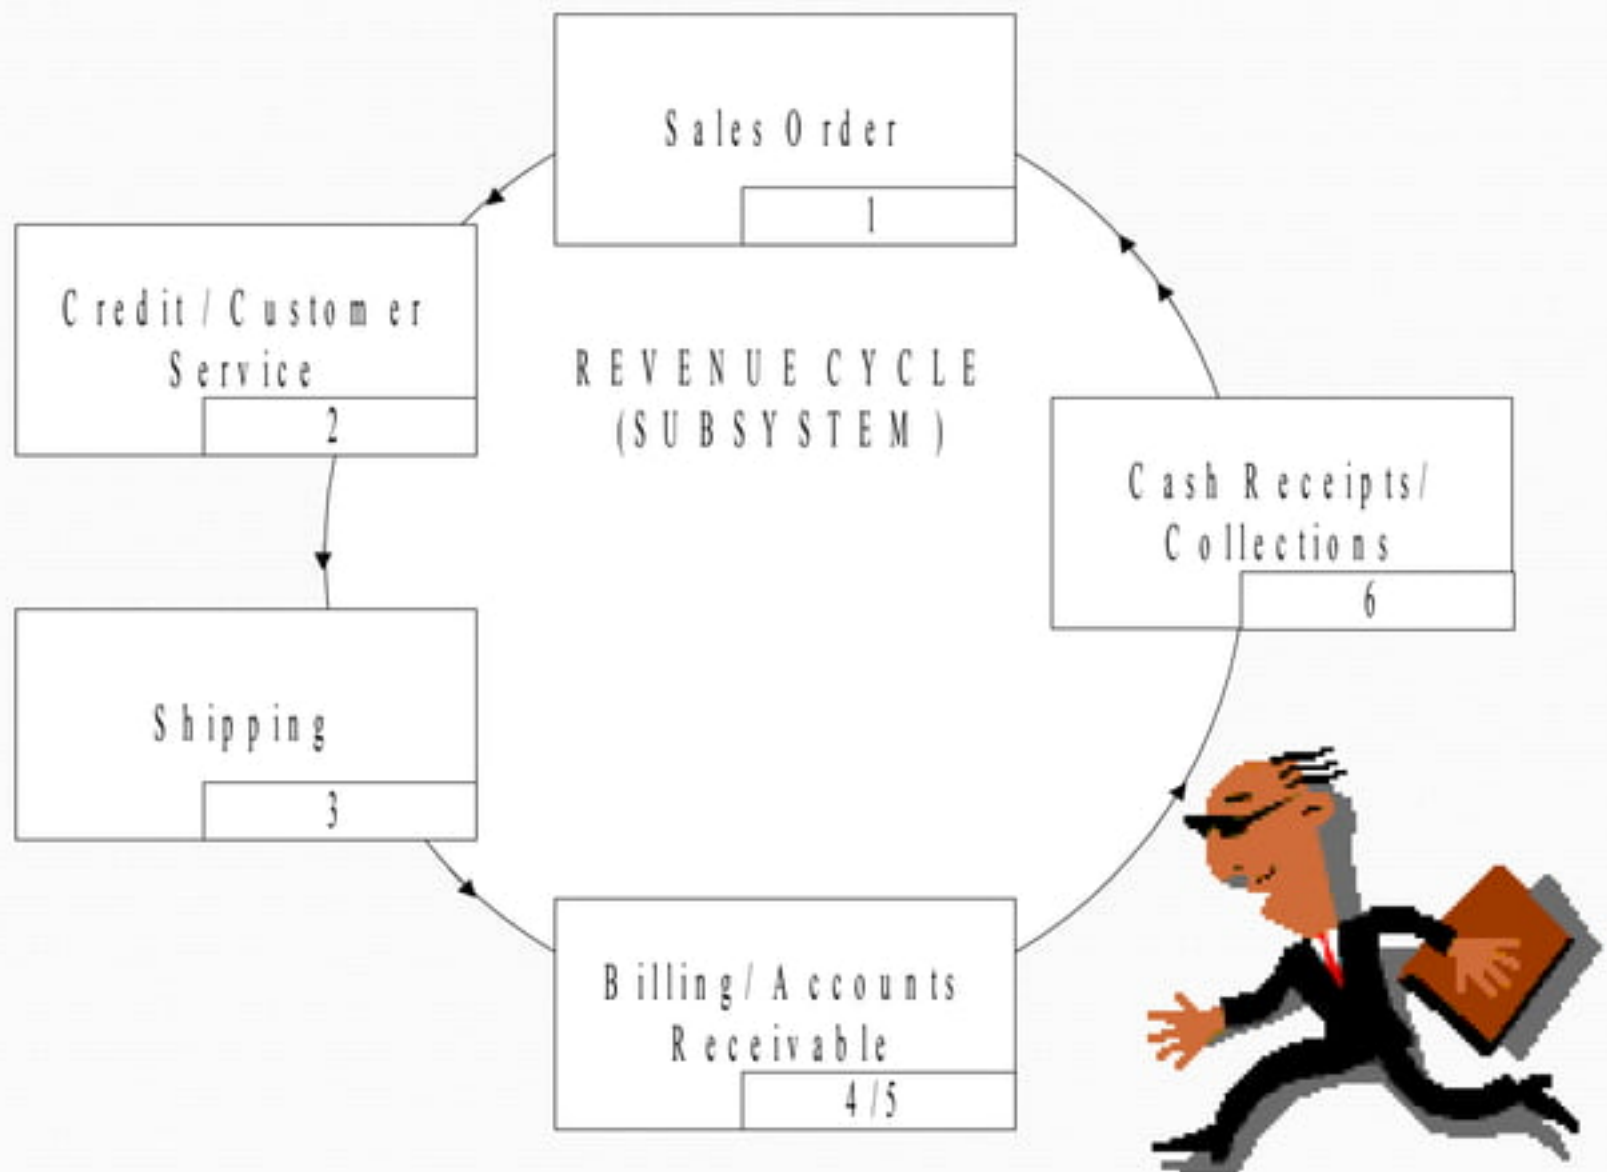 Sales Order
1
Credit/Customer
Service
2
REVENUE CYCLE
(SUBSYSTEM)
Cash Receipts/
Collections
6
Shipping
3
Billing/Accounts
Receivable
4/5